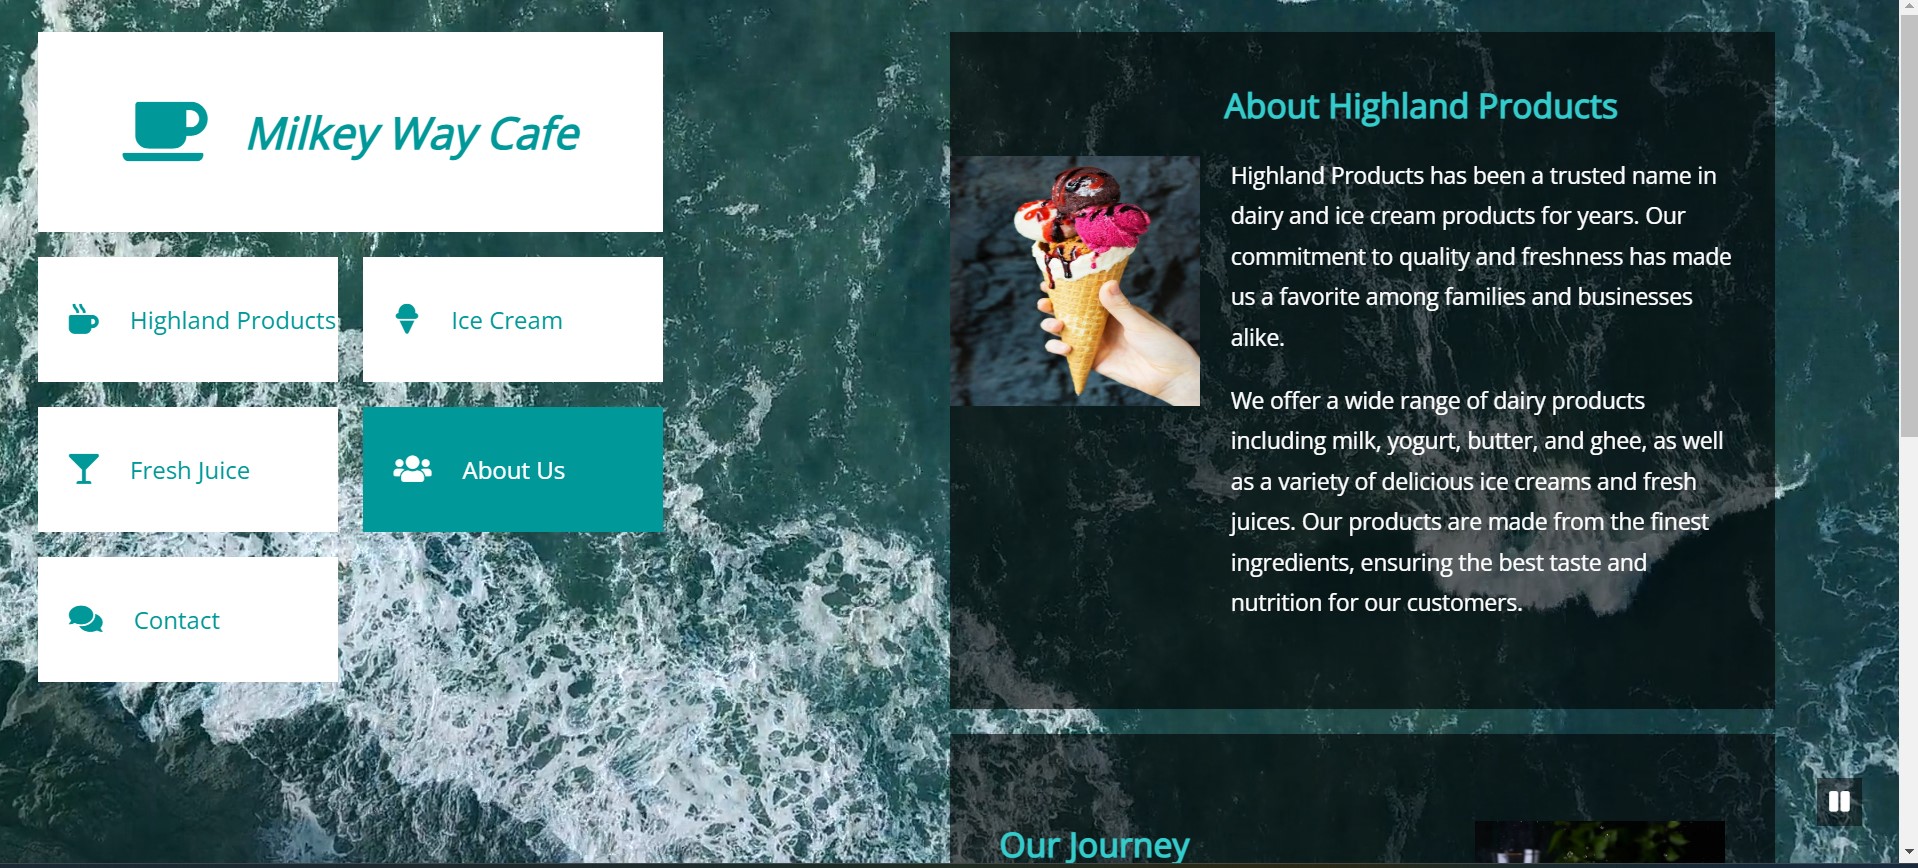 Milkey Way Cafe
Highland Products
Ice Cream
Fresh Juice
About Us
Contact
About Highland Products
Highland Products has been a trusted name in
dairy and ice cream products for years. Our
commitment to quality and freshness has made
us a favorite among families and businesses
alike.
We offer a wide range of dairy products
including milk, yogurt, butter, and ghee, as well
as a variety of delicious ice creams and fresh
juices. Our products are made from the finest
ingredients, ensuring the best taste and
nutrition for our customers.
Our Journey